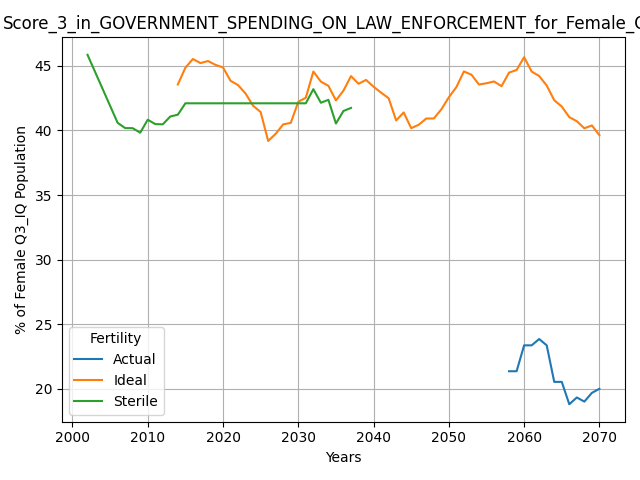 Score_3_in_GOVERNMENT_SPENDING_ON_LAW_ENFORCEMENT_for_Female_
% of Female Q3_IQ Population
45
40
35
30
25
20
Fertility
Actual
Ideal
Sterile
2000 2010 2020 2030 2040 2050 2060 2070
Years